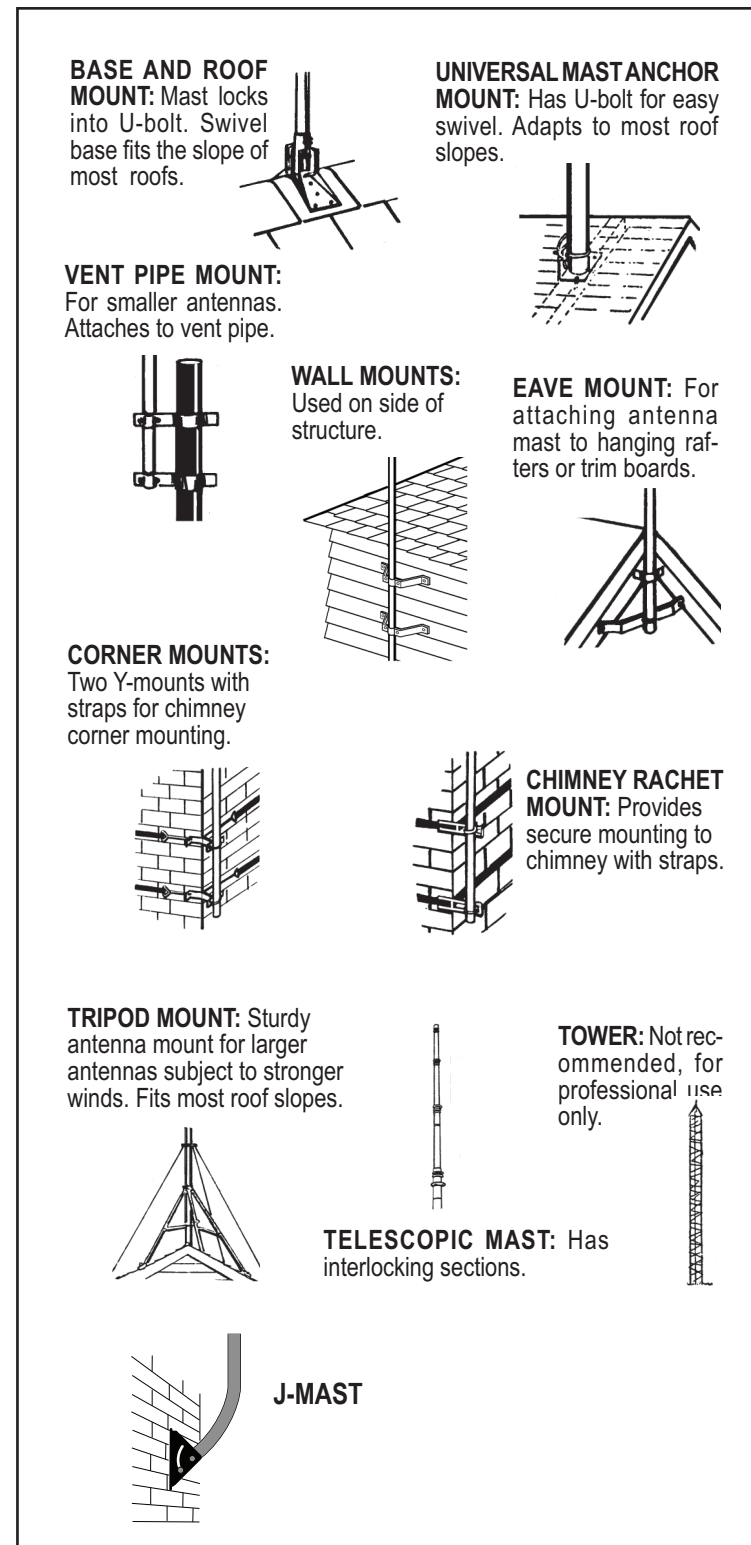 BASE AND ROOF
MOUNT: Mast locks
into U-bolt. Swivel
base fits the slope of
most roofs.
UNIVERSAL MAST ANCHOR
MOUNT: Has U-bolt for easy
swivel. Adapts to most roof
slopes.
VENT PIPE MOUNT:
For smaller antennas.
Attaches to vent pipe.
WALL MOUNTS:
Used on side of
structure.
EAVE MOUNT: For
attaching antenna
mast to hanging raf-
ters or trim boards.
CORNER MOUNTS:
Two Y-mounts with
straps for chimney
corner mounting.
CHIMNEY RACHET
MOUNT: Provides
secure mounting to
chimney with straps.
TRIPOD MOUNT: Sturdy
antenna mount for larger
antennas subject to stronger
winds. Fits most roof slopes.
TOWER: Not rec-
ommended, for
professional use
only.
TELESCOPIC MAST: Has
interlocking sections.
J-MAST